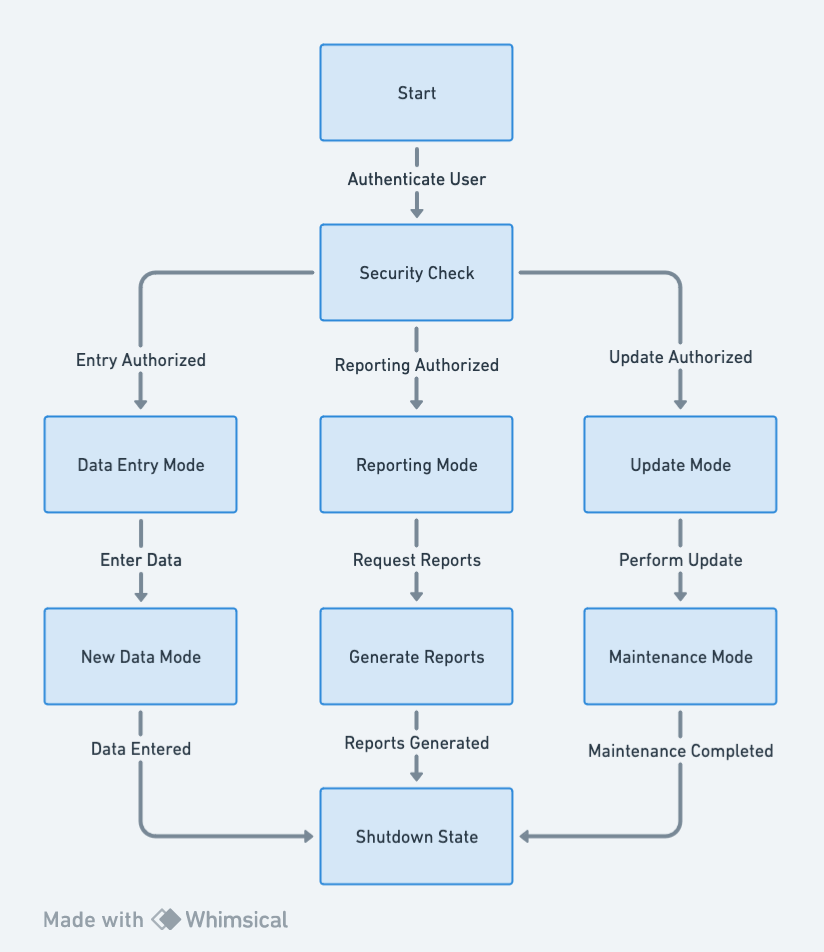 Start
Authenticate User
Security Check
Entry Authorized
Reporting Authorized
Update Authorized
Data Entry Mode
Reporting Mode
Update Mode
Enter Data
Request Reports
Perform Update
New Data Mode
Generate Reports
Maintenance Mode
Data Entered
Reports Generated
Maintenance Completed
Shutdown State
Made with Whimsical